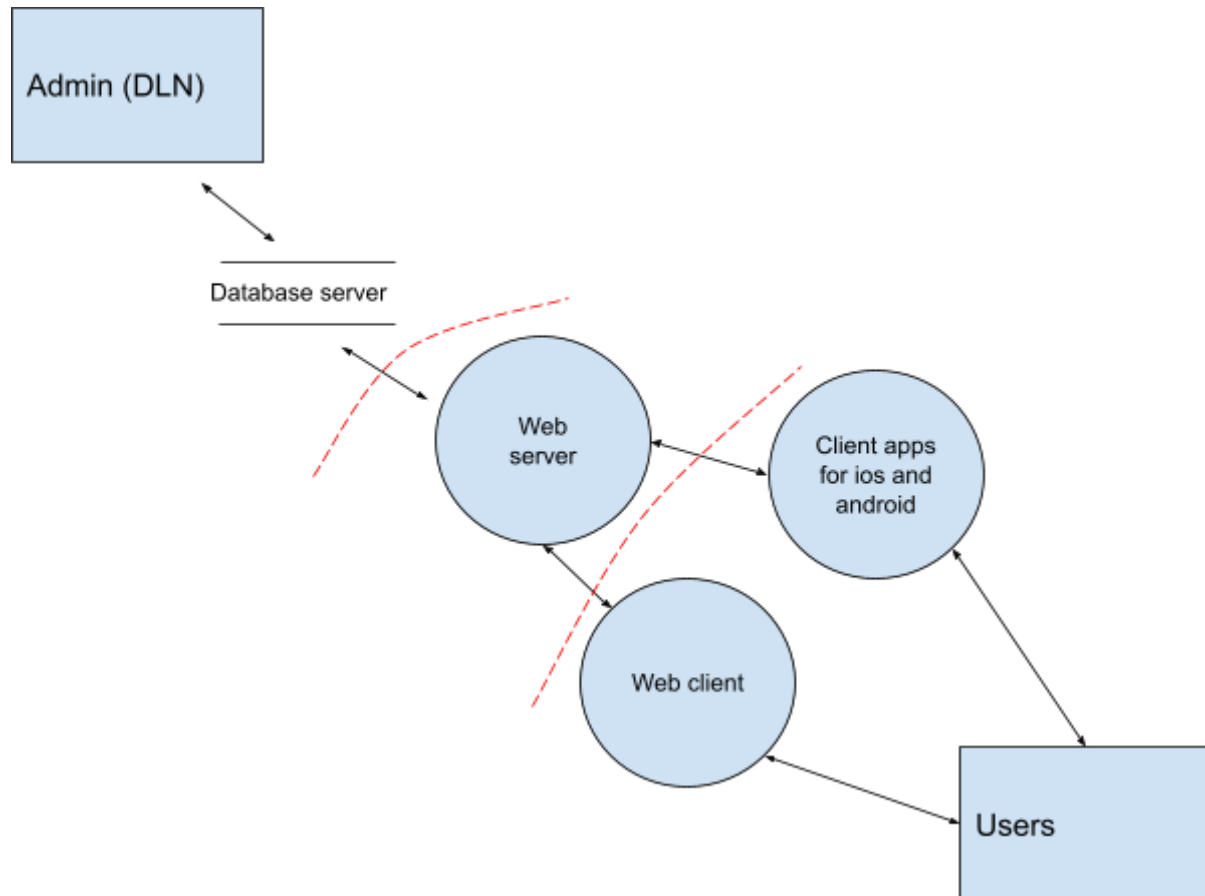 Admin (DLN)
Database server
Web
server
Client apps
for ios and
android
Web client
Users